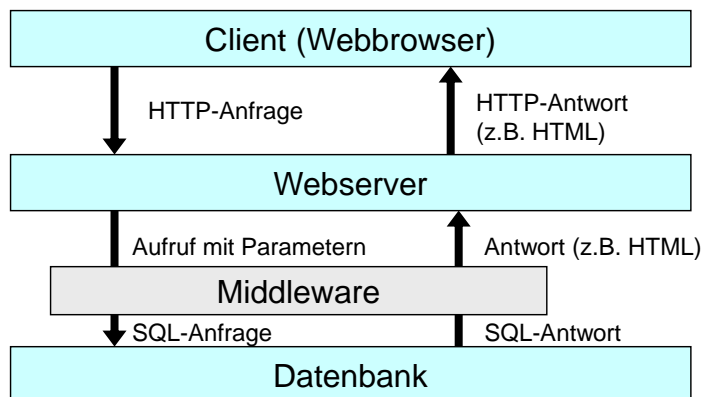 Client (Webbrowser)
HTTP-Anfrage
HTTP-Antwort
(z.B. HTML)
Webserver
Aufruf mit Parametern
Antwort (z.B. HTML)
Middleware
SQL-Anfrage
SQL-Antwort
Datenbank